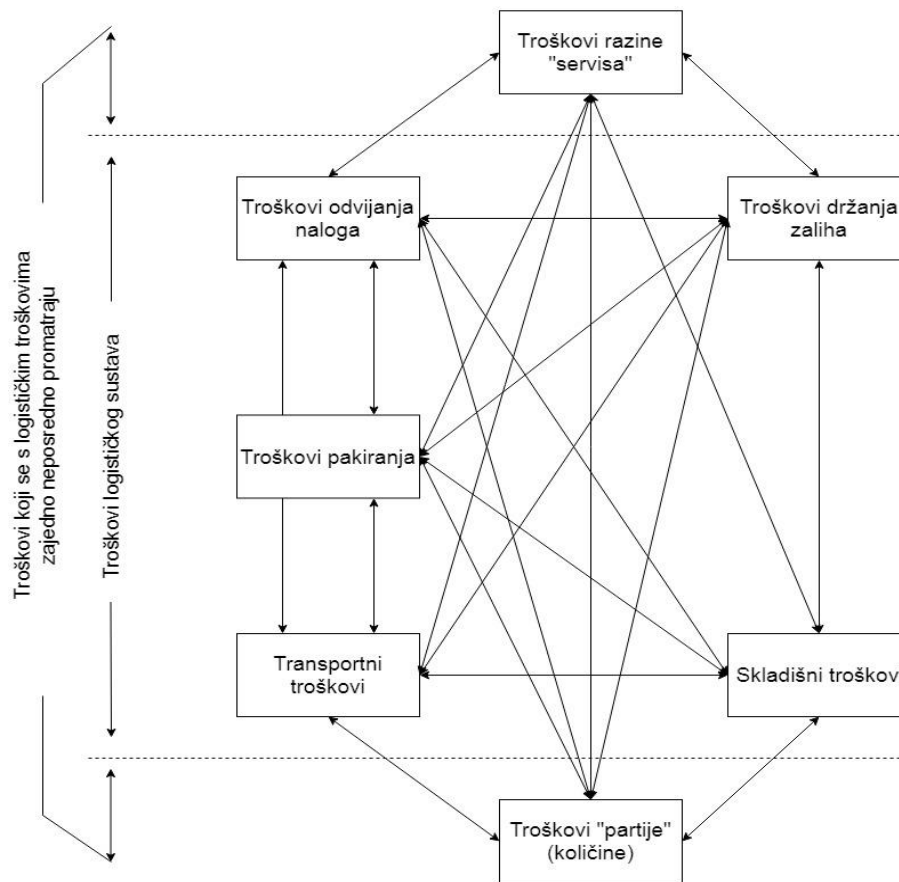 Troškovi razine
"servisa"
Troškovi odvijanja
naloga
Troškovi držanja
zaliha
Troškovi pakiranja
Transportni
troškovi
Skladišni troškov
Troškovi "partije"
(količine)
Troškovi koji se s logističkim troškovima
zajedno neposredno promatraju
Troškovi logističkog sustava